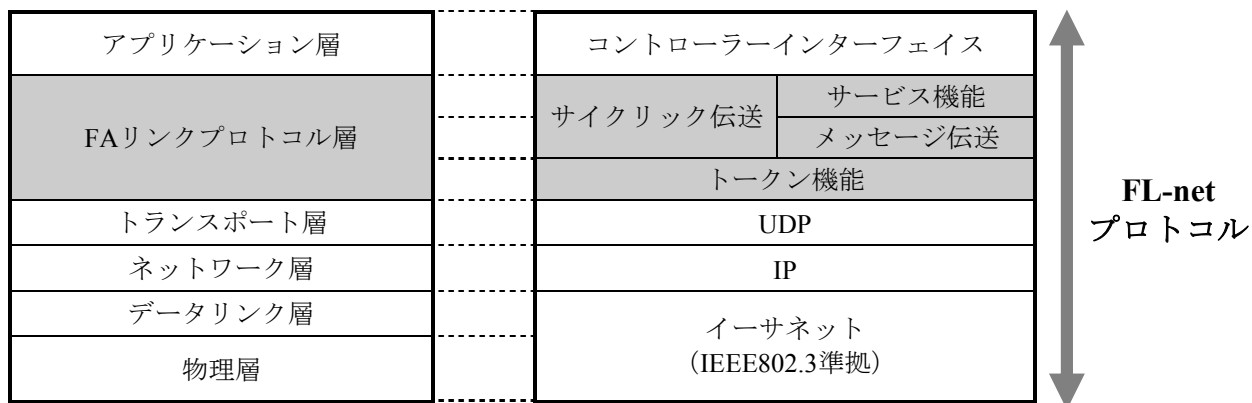 アプリケーション層
FAリンクプロトコル層
トランスポート層
ネットワーク層
データリンク層
物理層
コントローラーインターフェイス
サイクリック伝送
サービス機能
メッセージ伝送
トークン機能
UDP
IP
イーサネット
（IEEE802.3準拠）
FL-net
プロトコル